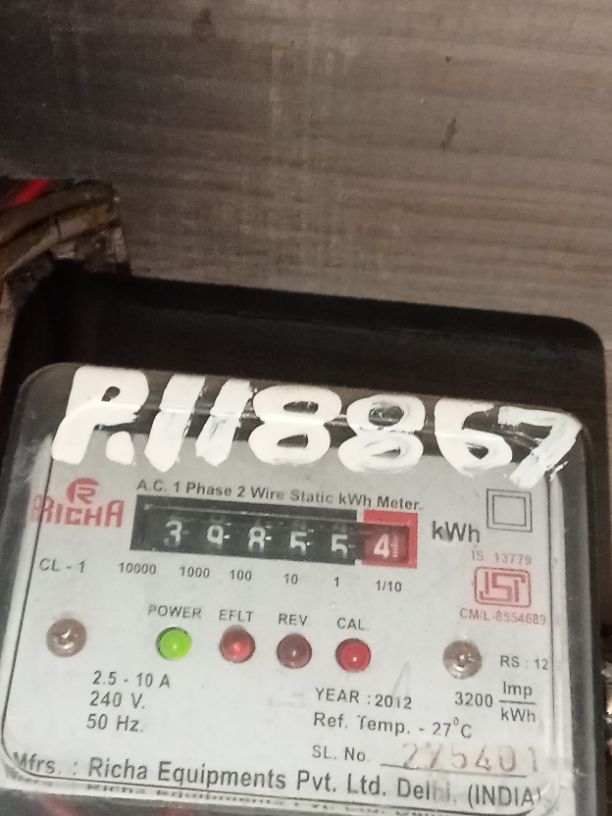 P.118867
A.C. 1 Phase 2 Wire Static kWh Meter.
R
RICHA
3 9 8 5 5 4 kWh
IS 13779
CL - 1
10000 1000 100 10 1 1/10
ISI
CM/L-8554689
POWER EFLT REV CAL.
RS : 12
2.5 - 10 A
240 V.
50 Hz.
YEAR : 2012
3200 Imp/kWh
Ref. Temp. - 27°C
SL. No. 275401
Mfrs. : Richa Equipments Pvt. Ltd. Delhi. (INDIA)